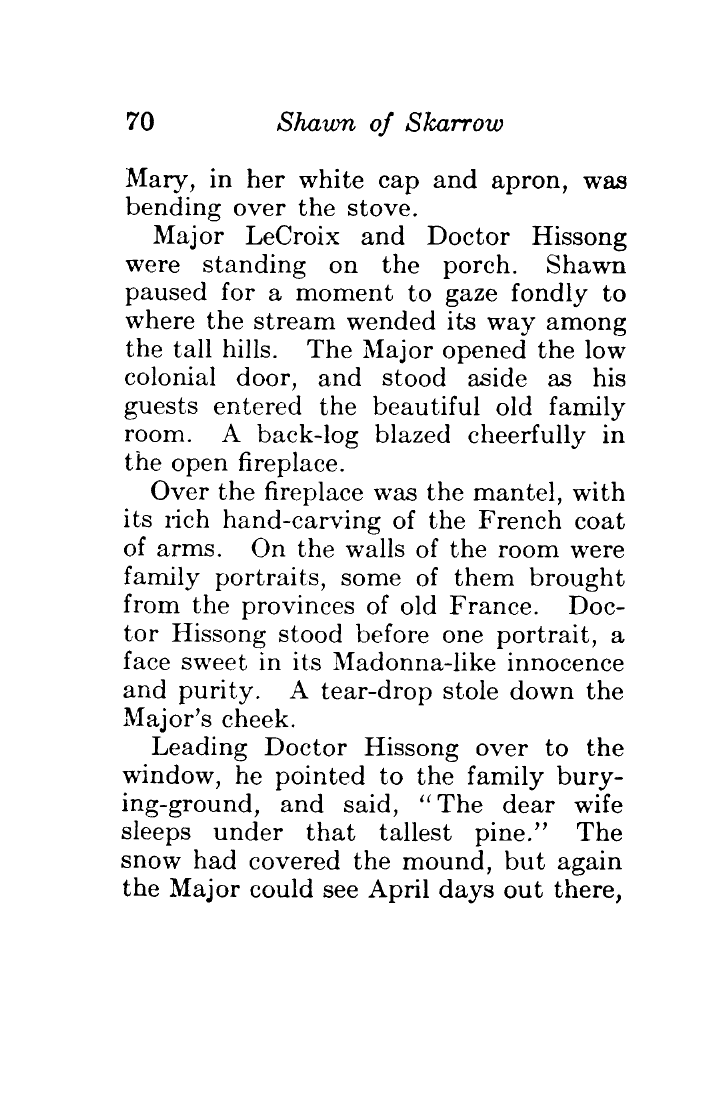 70 Shawn of Skarrow
Mary, in her white cap and apron, was
bending over the stove.
Major LeCroix and Doctor Hissong
were standing on the porch. Shawn
paused for a moment to gaze fondly to
where the stream wended its way among
the tall hills. The Major opened the low
colonial door, and stood aside as his
guests entered the beautiful old family
room. A back-log blazed cheerfully in
the open fireplace.
Over the fireplace was the mantel, with
its rich hand-carving of the French coat
of arms. On the walls of the room were
family portraits, some of them brought
from the provinces of old France. Doc-
tor Hissong stood before one portrait, a
face sweet in its Madonna-like innocence
and purity. A tear-drop stole down the
Major's cheek.
Leading Doctor Hissong over to the
window, he pointed to the family bury-
ing-ground, and said, "The dear wife
sleeps under that tallest pine." The
snow had covered the mound, but again
the Major could see April days out there,